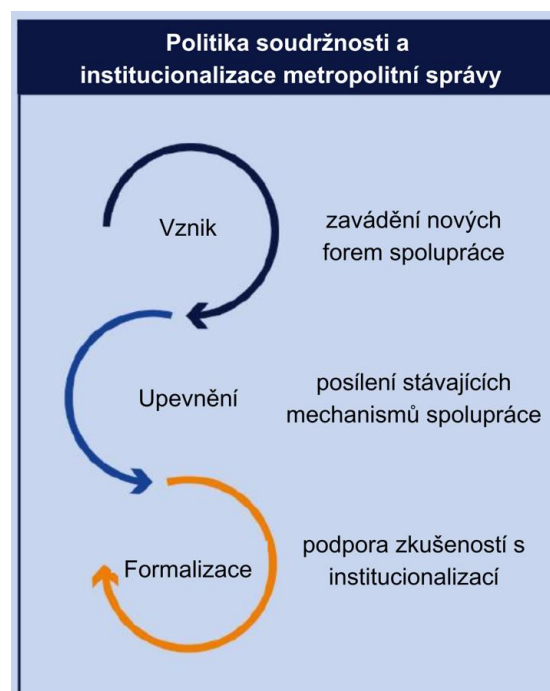 Politika soudržnosti a
institucionalizace metropolitní správy
Vznik
zavádění nových
forem spolupráce
Upevnění
posílení stávajících
mechanismů spolupráce
Formalizace
podpora zkušeností s
institucionalizací